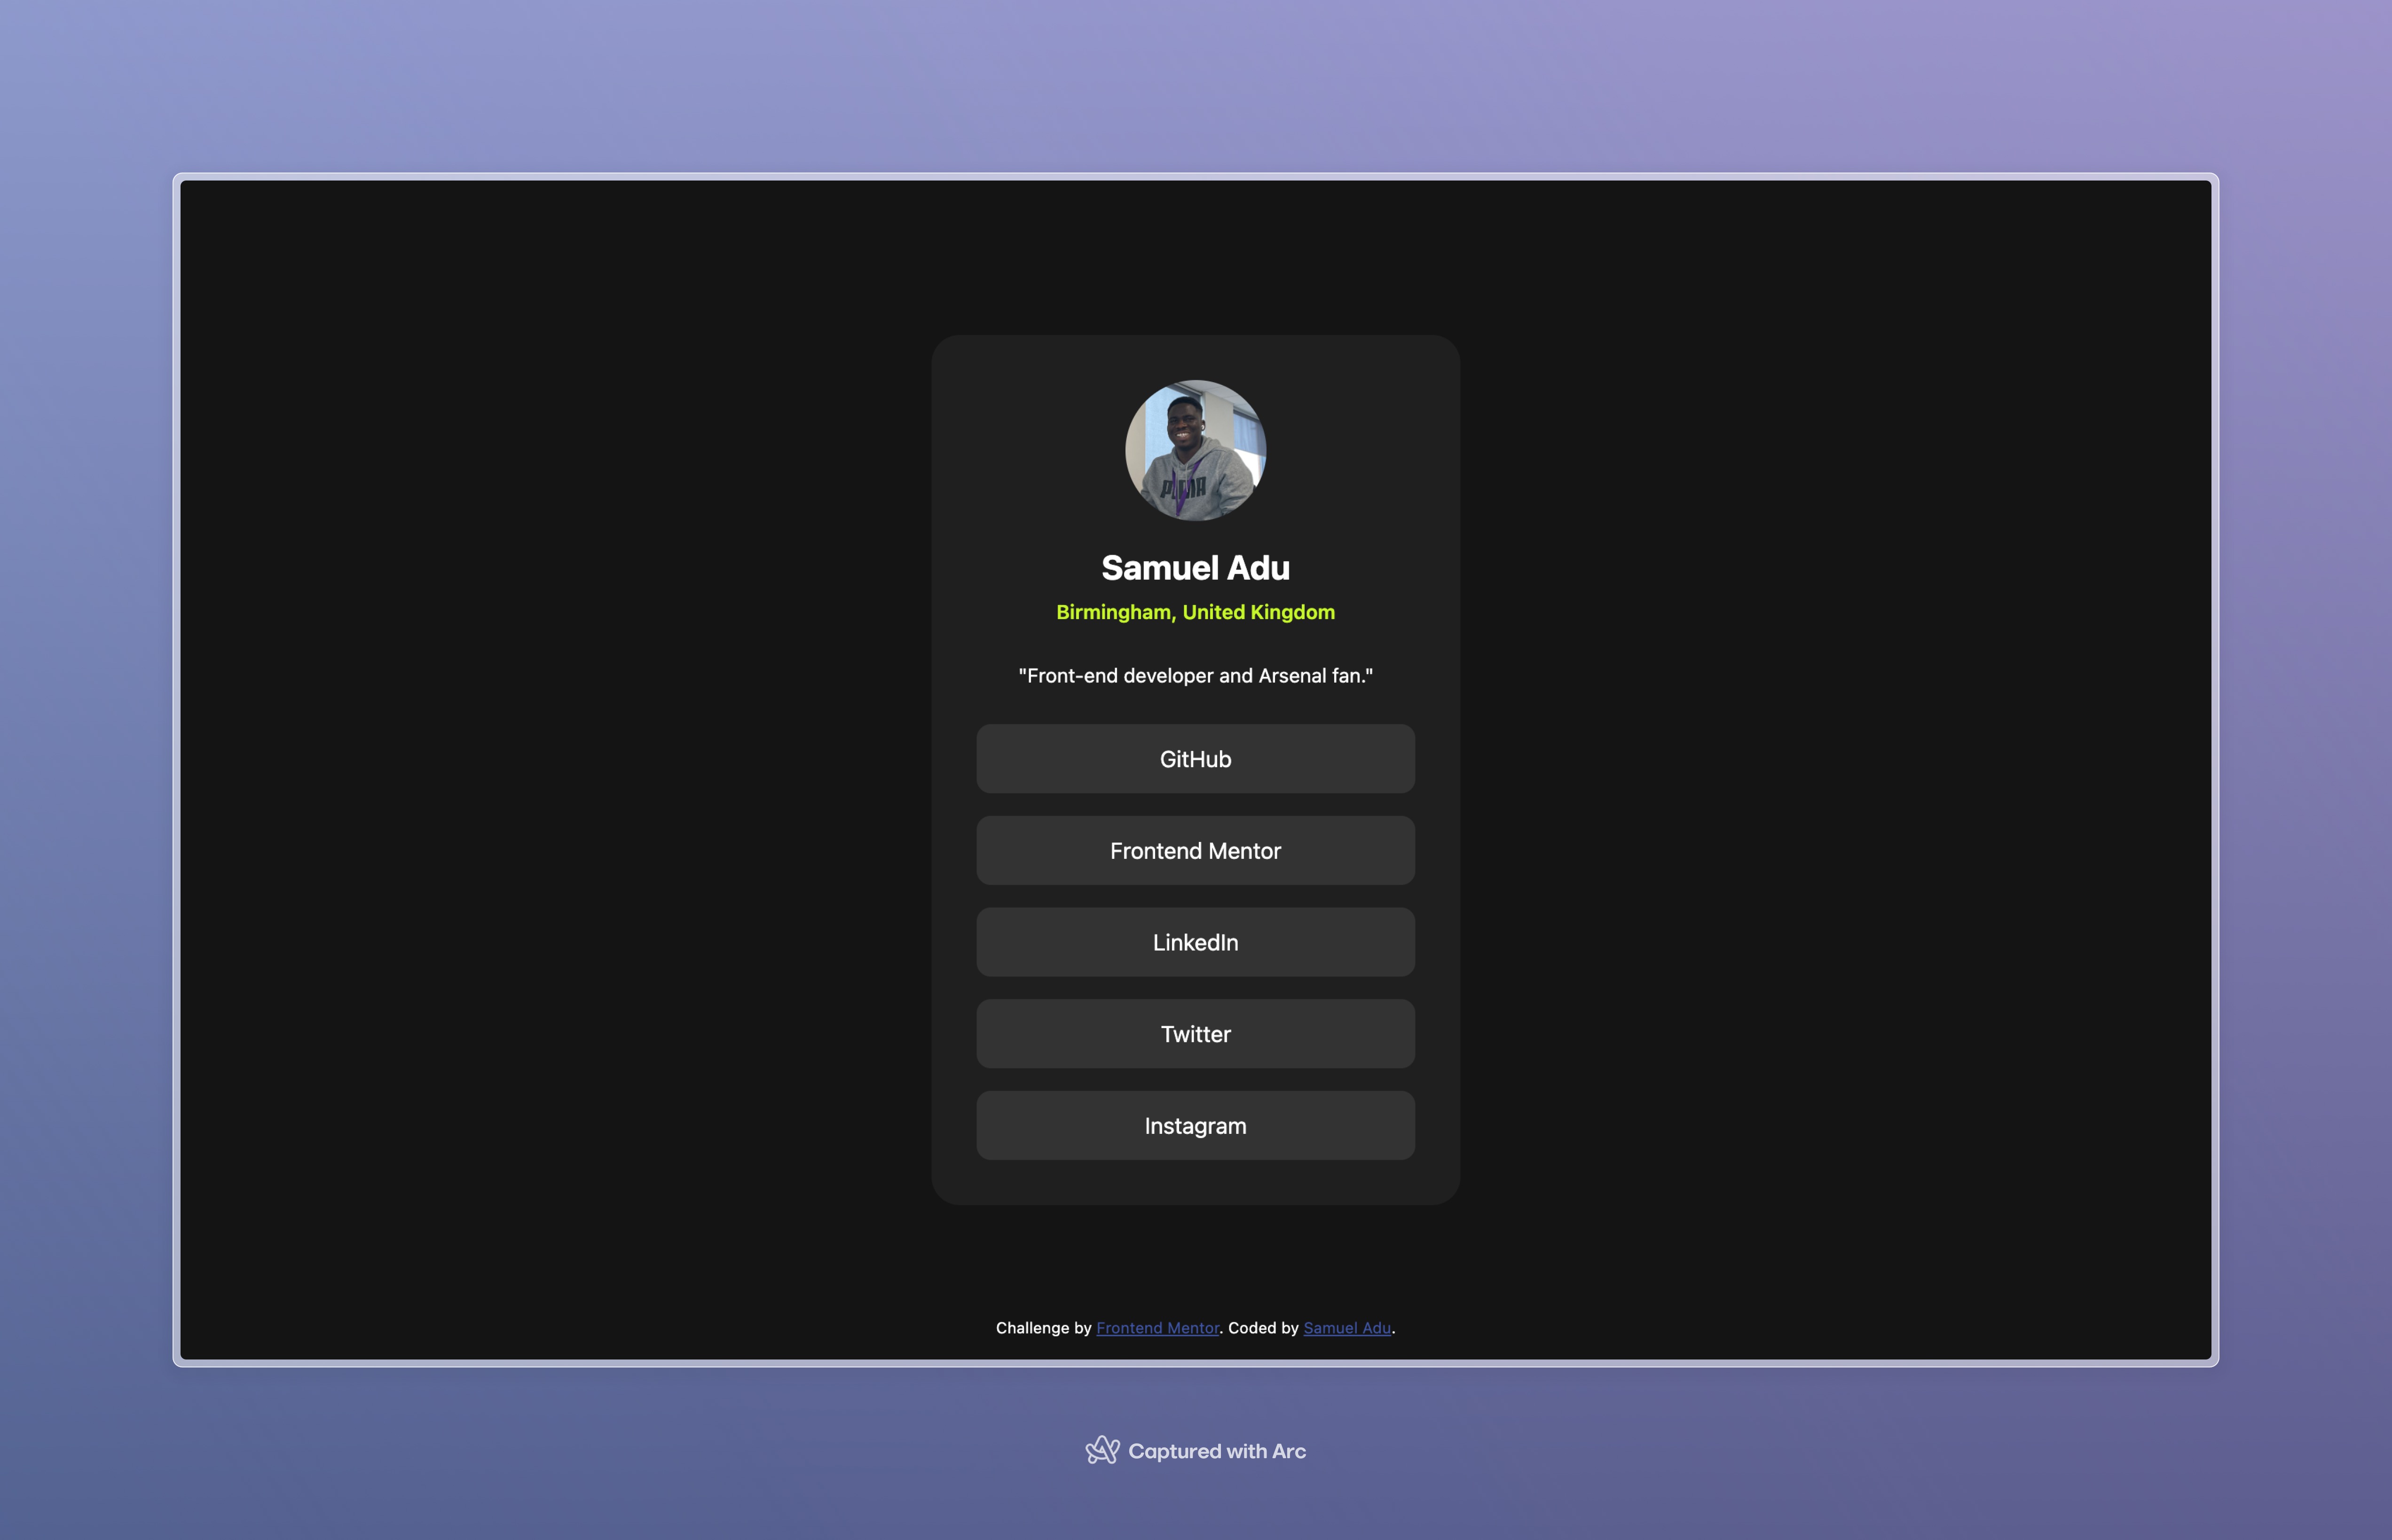 PUMA
Samuel Adu
Birmingham, United Kingdom
"Front-end developer and Arsenal fan."
GitHub
Frontend Mentor
LinkedIn
Twitter
Instagram
Challenge by Frontend Mentor. Coded by Samuel Adu.
Captured with Arc